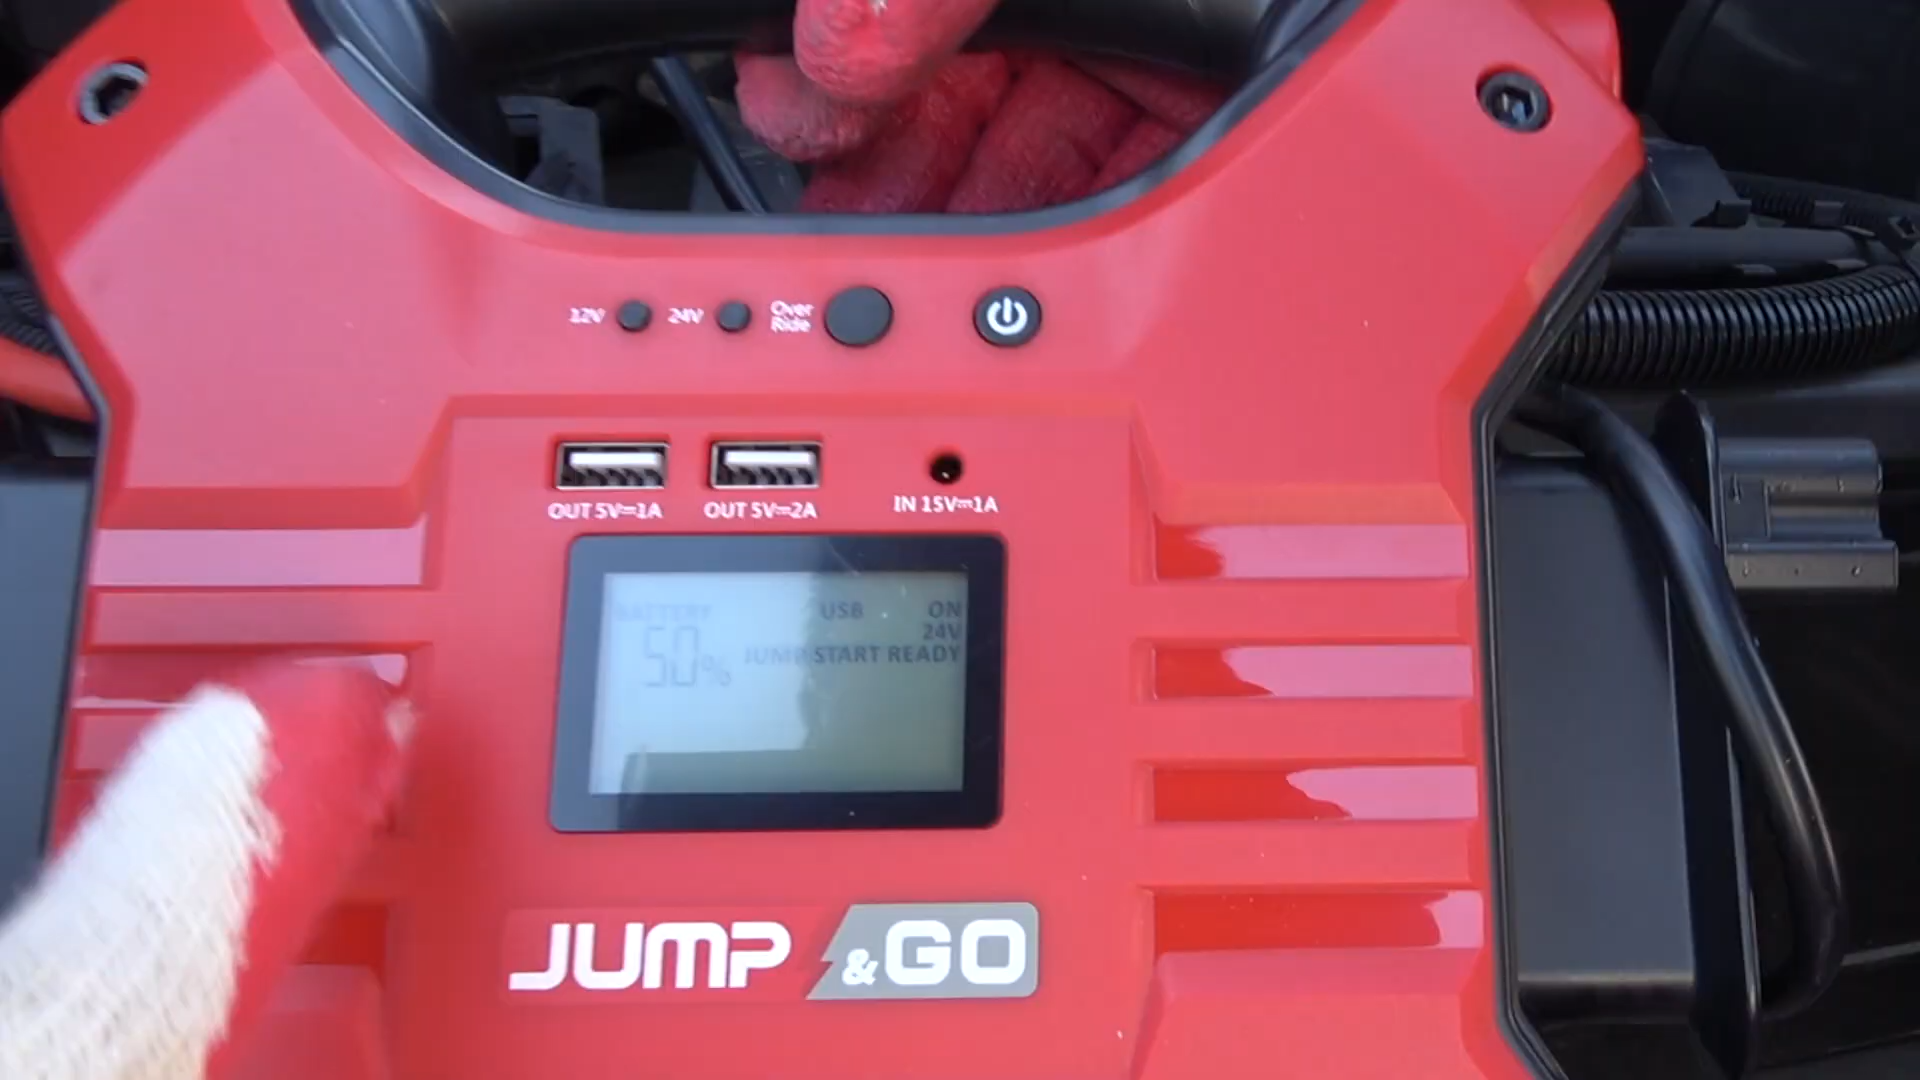 12V 24V Over Ride
OUT 5V⎓1A OUT 5V⎓2A IN 15V⎓1A
BATTERY USB ON
24V
50% JUMP START READY
JUMP &GO